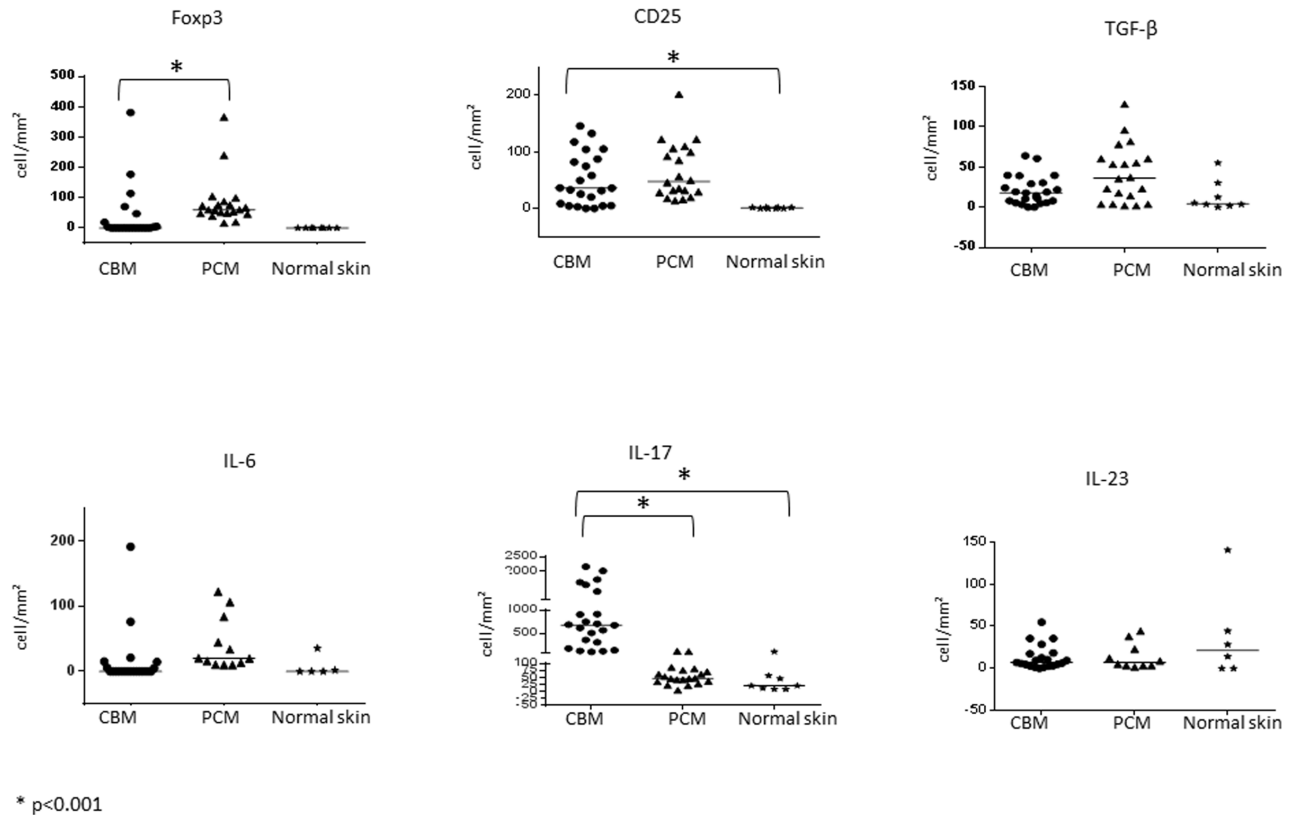 Foxp3
*
500
400
300
200
100
0
cell/mm²
CBM PCM Normal skin
CD25
*
200
100
0
cell/mm²
CBM PCM Normal skin
TGF-β
150
100
50
0
-50
cell/mm²
CBM PCM Normal skin
IL-6
200
100
0
cell/mm²
CBM PCM Normal skin
IL-17
*
*
2500
2000
1000
500
100
50
-25
-50
cell/mm²
CBM PCM Normal skin
IL-23
150
100
50
0
-50
cell/mm²
CBM PCM Normal skin
* p<0.001